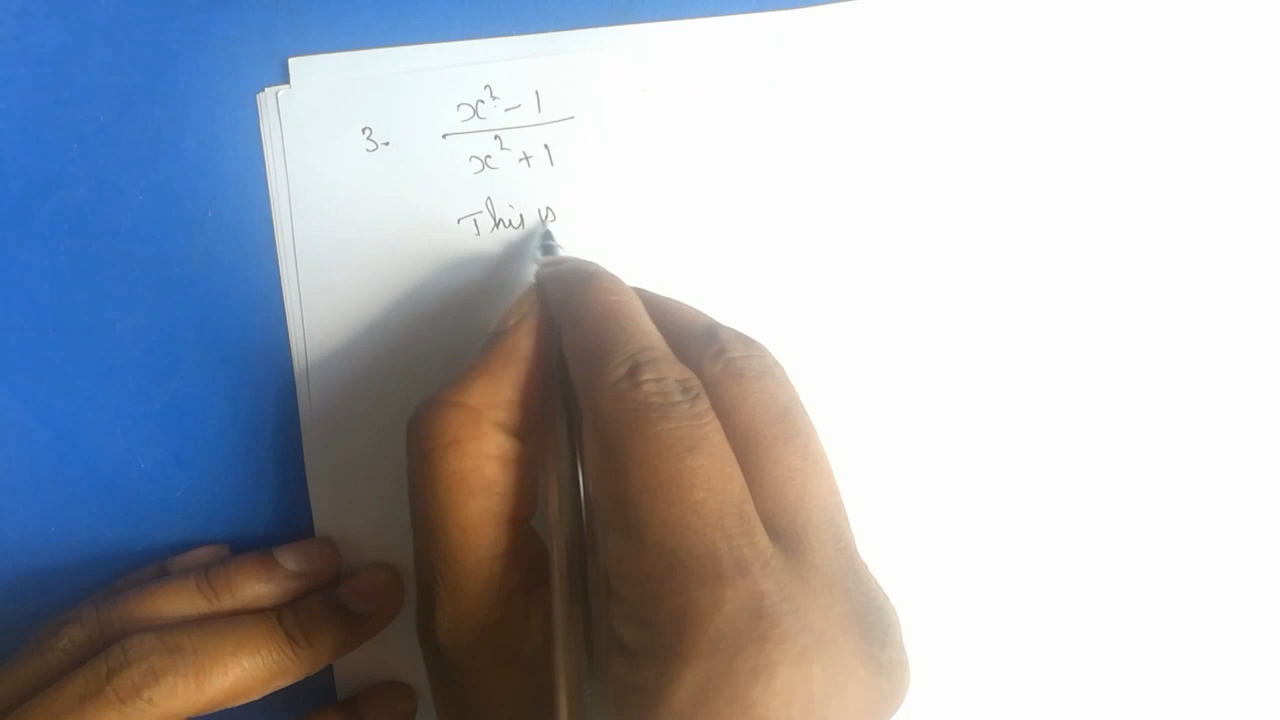 3. x² - 1
x² + 1
This is